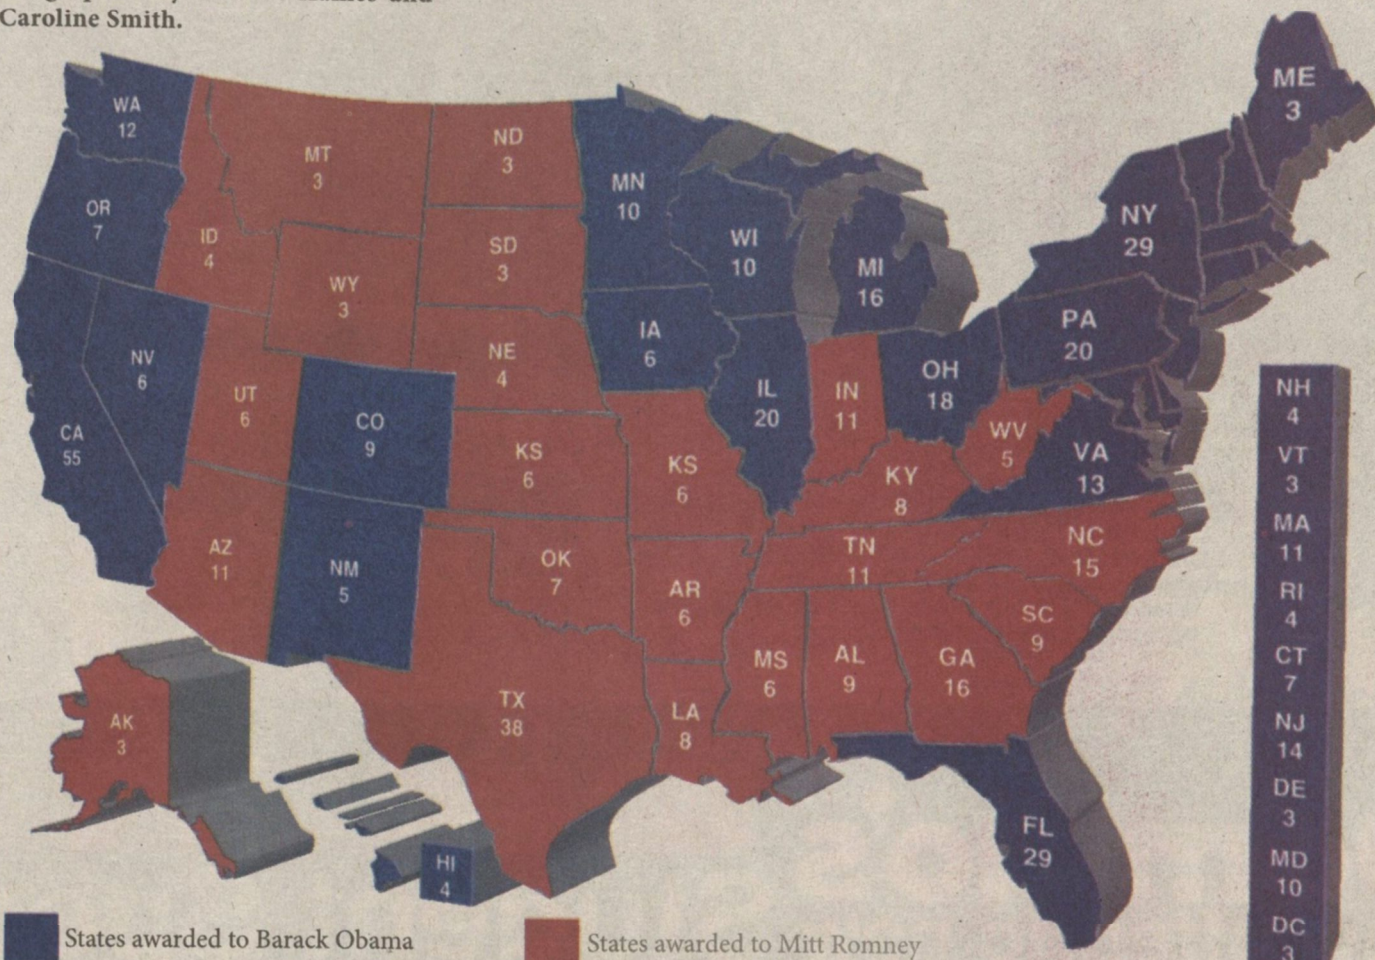 Caroline Smith.
WA
12
OR
7
CA
55
NV
6
ID
4
MT
3
WY
3
UT
6
AZ
11
CO
9
NM
5
ND
3
SD
3
NE
4
KS
6
OK
7
TX
38
MN
10
IA
6
KS
6
AR
6
LA
8
WI
10
IL
20
MI
16
IN
11
OH
18
KY
8
TN
11
MS
6
AL
9
GA
16
FL
29
SC
9
NC
15
VA
13
WV
5
PA
20
NY
29
ME
3
NH
4
VT
3
MA
11
RI
4
CT
7
NJ
14
DE
3
MD
10
DC
3
AK
3
HI
4
States awarded to Barack Obama
States awarded to Mitt Romney